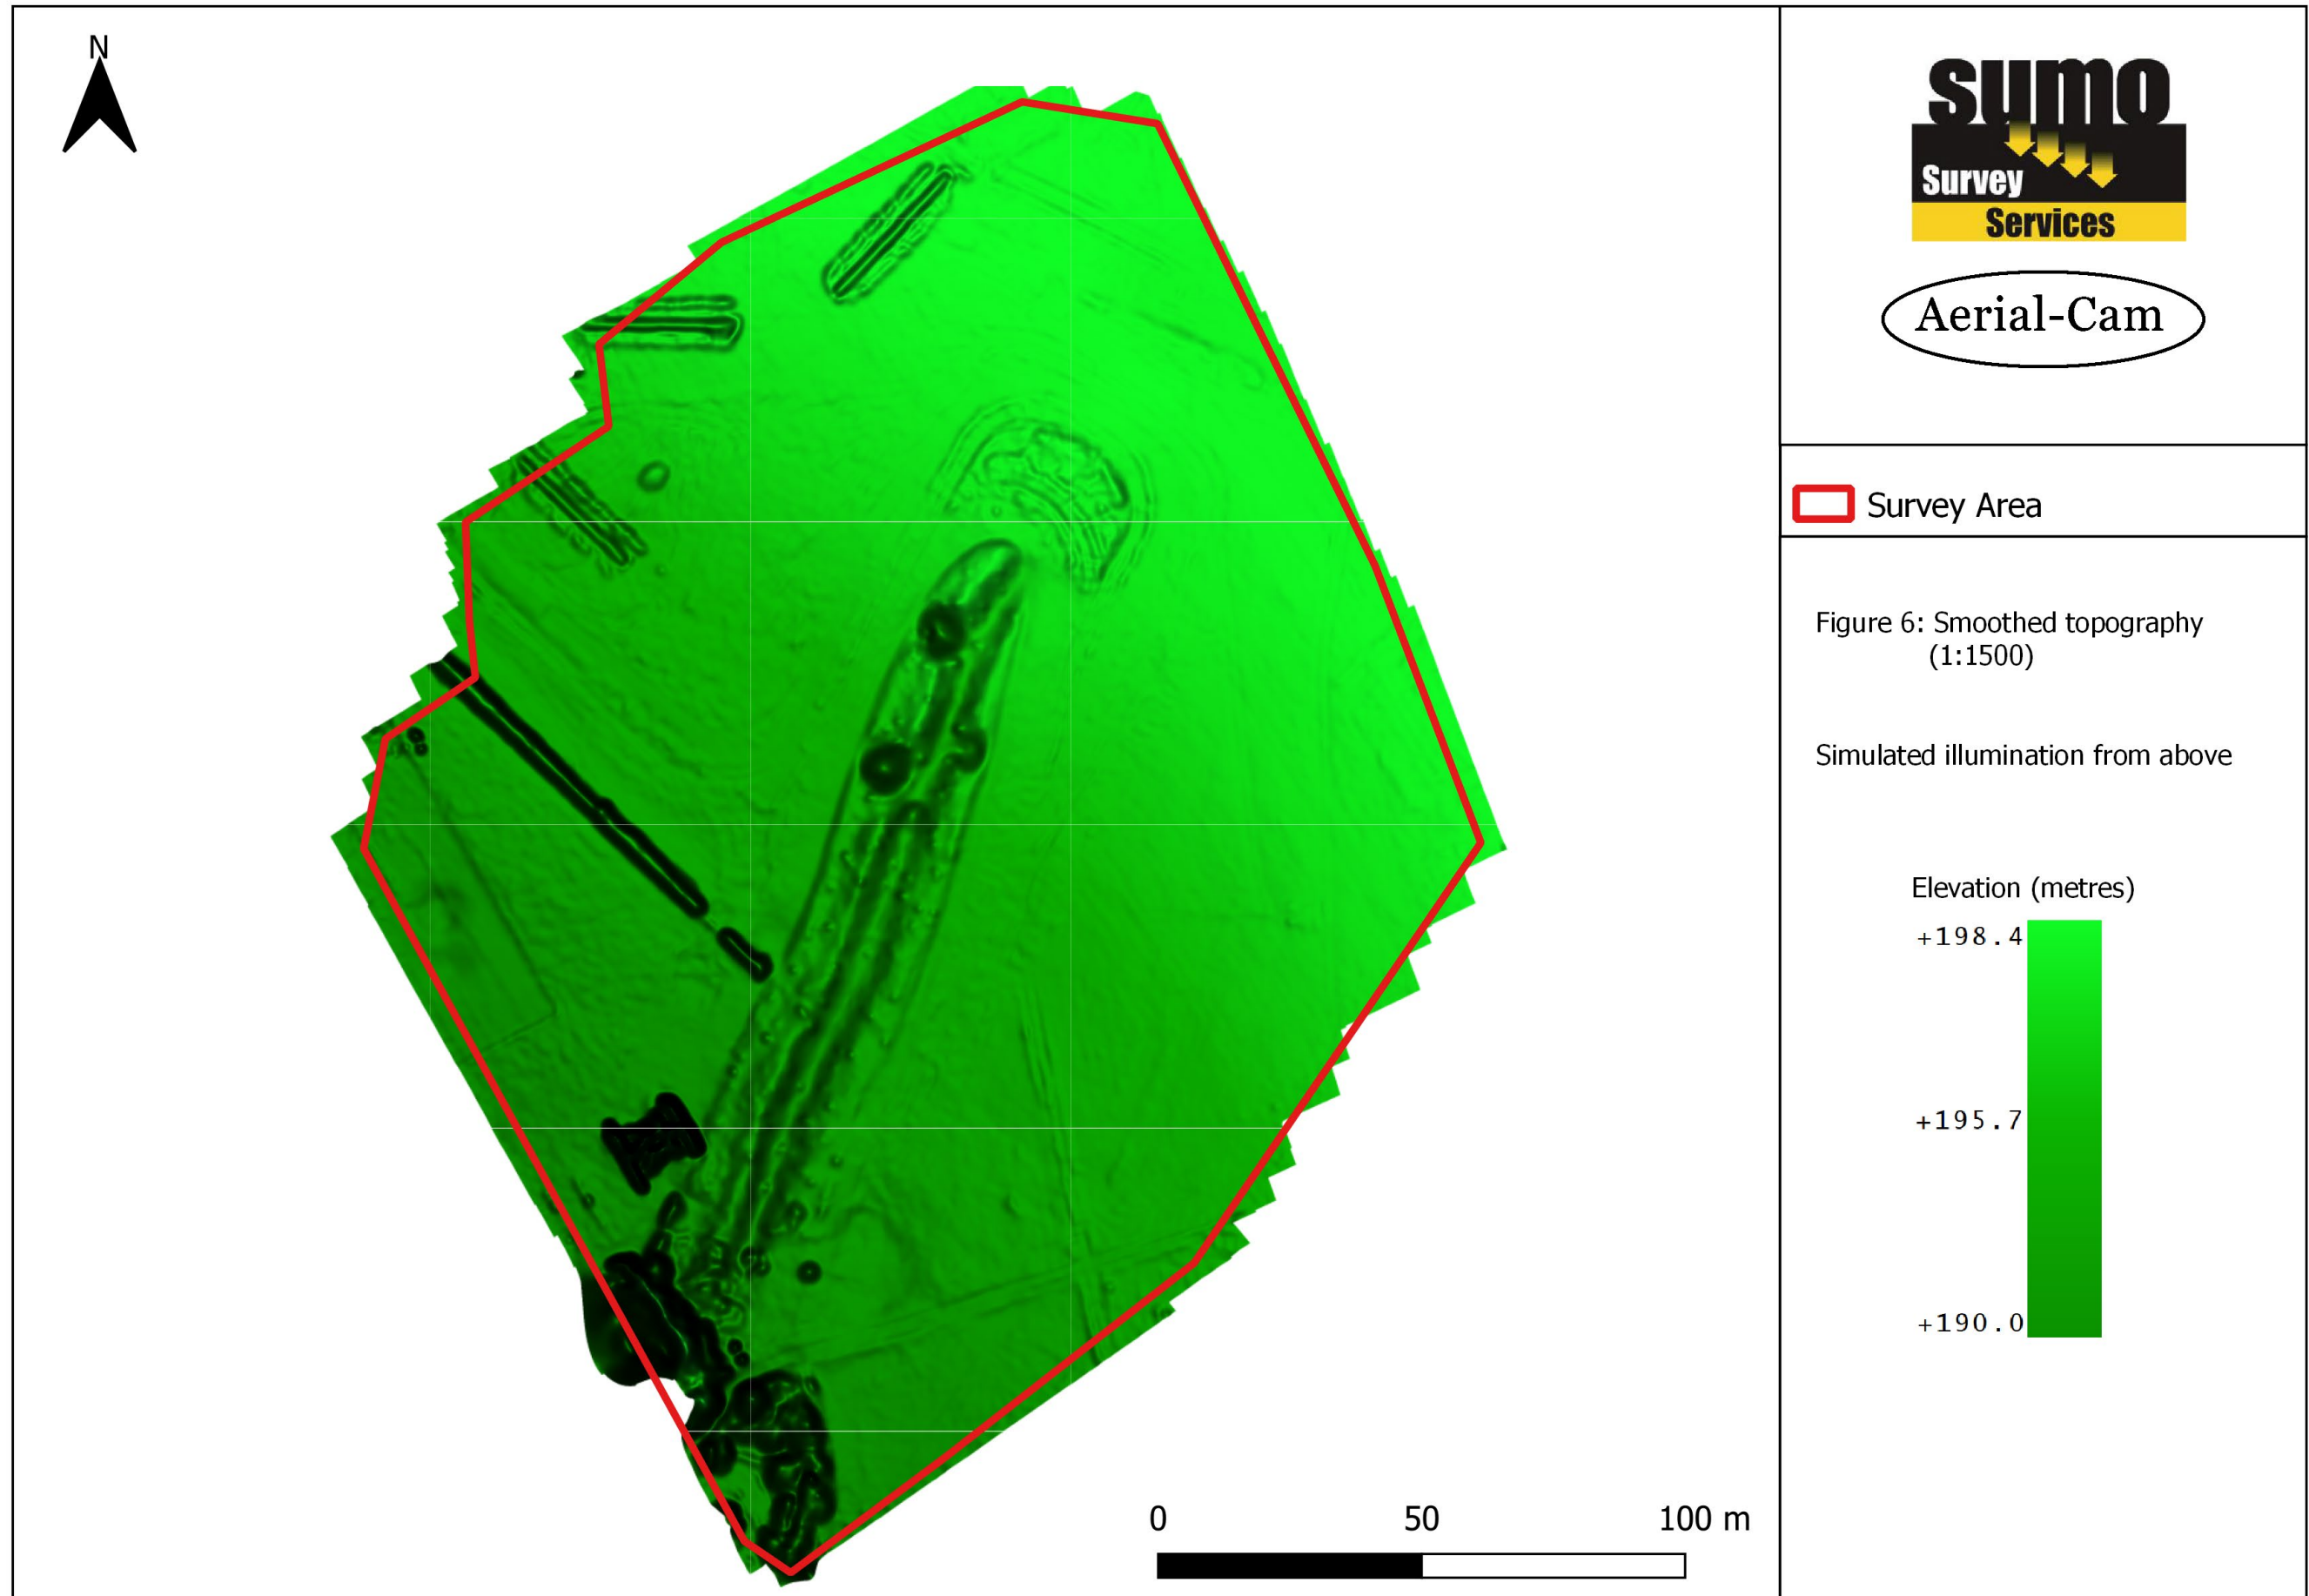 N
sumo
Survey
Services
Aerial-Cam
Survey Area
Figure 6: Smoothed topography
(1:1500)
Simulated illumination from above
Elevation (metres)
+198.4
+195.7
+190.0
0 50 100 m